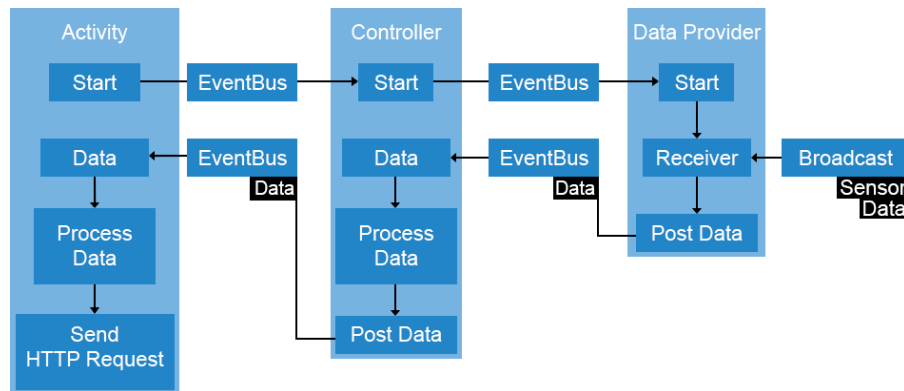 Activity
Controller
Data Provider
Start
EventBus
Start
EventBus
Start
Data
EventBus
Data
EventBus
Receiver
Broadcast
Data
Data
Sensor
Data
Process
Data
Process
Data
Post Data
Send
HTTP Request
Post Data